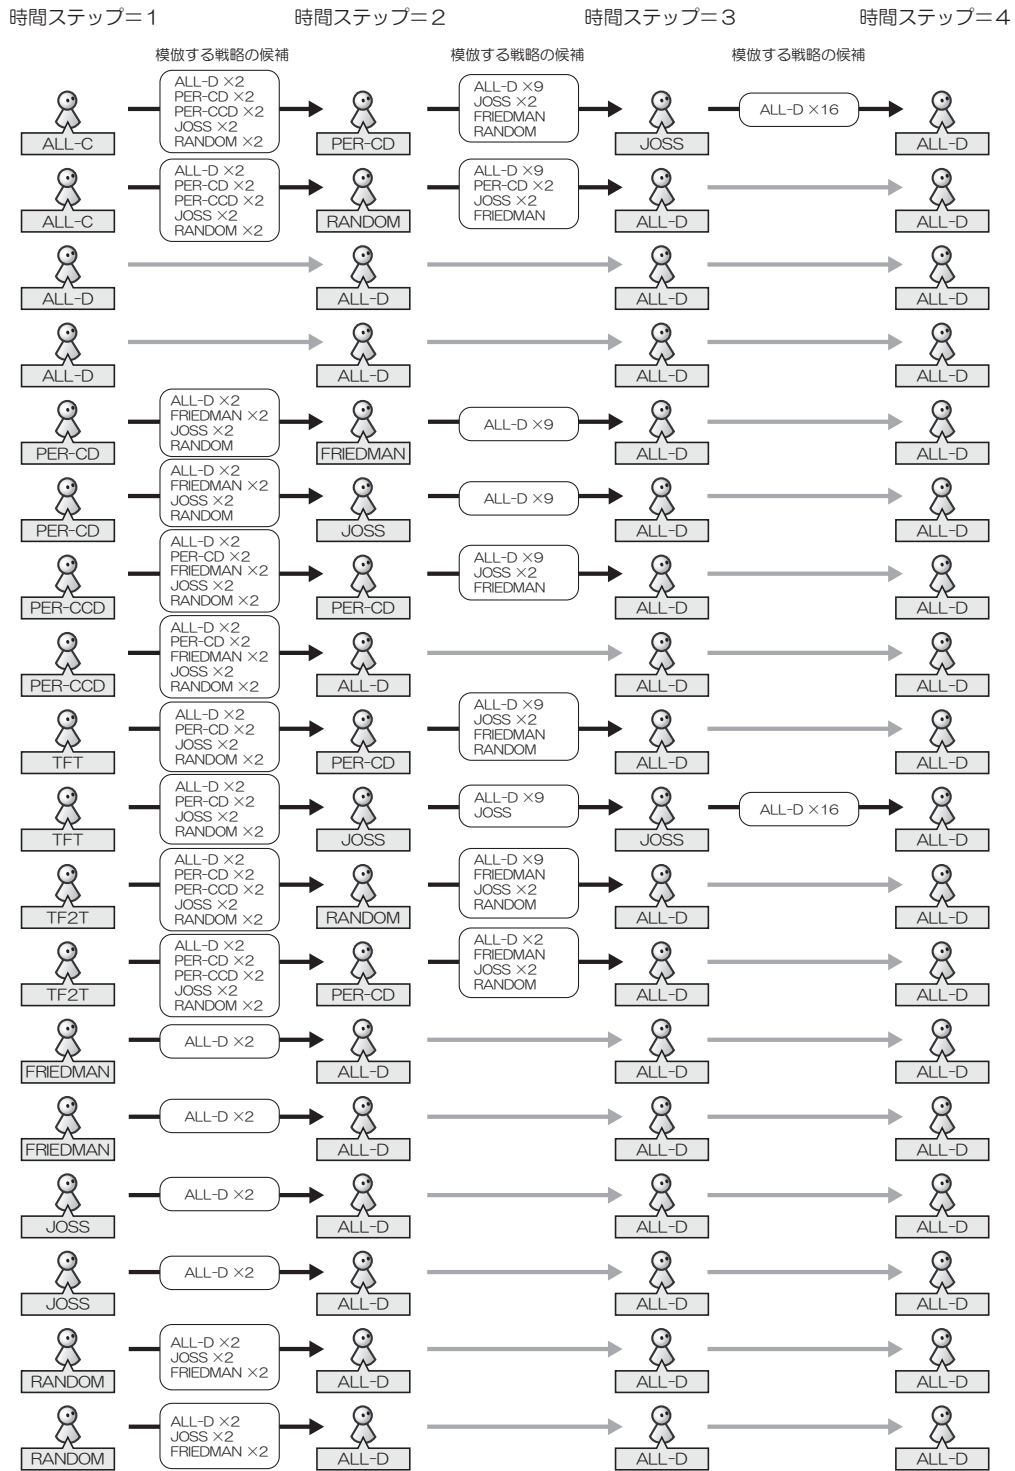 時間ステップ＝1
時間ステップ＝2
時間ステップ＝3
時間ステップ＝4
模倣する戦略の候補
模倣する戦略の候補
模倣する戦略の候補
ALL-C
ALL-D ×2
PER-CD ×2
PER-CCD ×2
JOSS ×2
RANDOM ×2
PER-CD
ALL-D ×9
JOSS ×2
FRIEDMAN
RANDOM
JOSS
ALL-D ×16
ALL-D
ALL-C
ALL-D ×2
PER-CD ×2
PER-CCD ×2
JOSS ×2
RANDOM ×2
RANDOM
ALL-D ×9
PER-CD ×2
JOSS ×2
FRIEDMAN
ALL-D
ALL-D
ALL-D
ALL-D
ALL-D
ALL-D
ALL-D
ALL-D
ALL-D
ALL-D
PER-CD
ALL-D ×2
FRIEDMAN ×2
JOSS ×2
RANDOM
FRIEDMAN
ALL-D ×9
ALL-D
ALL-D
PER-CD
ALL-D ×2
FRIEDMAN ×2
JOSS ×2
RANDOM
JOSS
ALL-D ×9
ALL-D
ALL-D
PER-CCD
ALL-D ×2
PER-CD ×2
FRIEDMAN ×2
JOSS ×2
RANDOM ×2
PER-CD
ALL-D ×9
JOSS ×2
FRIEDMAN
ALL-D
ALL-D
PER-CCD
ALL-D ×2
PER-CD ×2
FRIEDMAN ×2
JOSS ×2
RANDOM ×2
ALL-D
ALL-D
ALL-D
TFT
ALL-D ×2
PER-CD ×2
JOSS ×2
RANDOM ×2
PER-CD
ALL-D ×9
JOSS ×2
FRIEDMAN
RANDOM
ALL-D
ALL-D
TFT
ALL-D ×2
PER-CD ×2
JOSS ×2
RANDOM ×2
JOSS
ALL-D ×9
JOSS
JOSS
ALL-D ×16
ALL-D
TF2T
ALL-D ×2
PER-CD ×2
PER-CCD ×2
JOSS ×2
RANDOM ×2
RANDOM
ALL-D ×9
FRIEDMAN
JOSS ×2
RANDOM
ALL-D
ALL-D
TF2T
ALL-D ×2
PER-CD ×2
PER-CCD ×2
JOSS ×2
RANDOM ×2
PER-CD
ALL-D ×2
FRIEDMAN
JOSS ×2
RANDOM
ALL-D
ALL-D
FRIEDMAN
ALL-D ×2
ALL-D
ALL-D
ALL-D
FRIEDMAN
ALL-D ×2
ALL-D
ALL-D
ALL-D
JOSS
ALL-D ×2
ALL-D
ALL-D
ALL-D
JOSS
ALL-D ×2
ALL-D
ALL-D
ALL-D
RANDOM
ALL-D ×2
JOSS ×2
FRIEDMAN ×2
ALL-D
ALL-D
ALL-D
RANDOM
ALL-D ×2
JOSS ×2
FRIEDMAN ×2
ALL-D
ALL-D
ALL-D